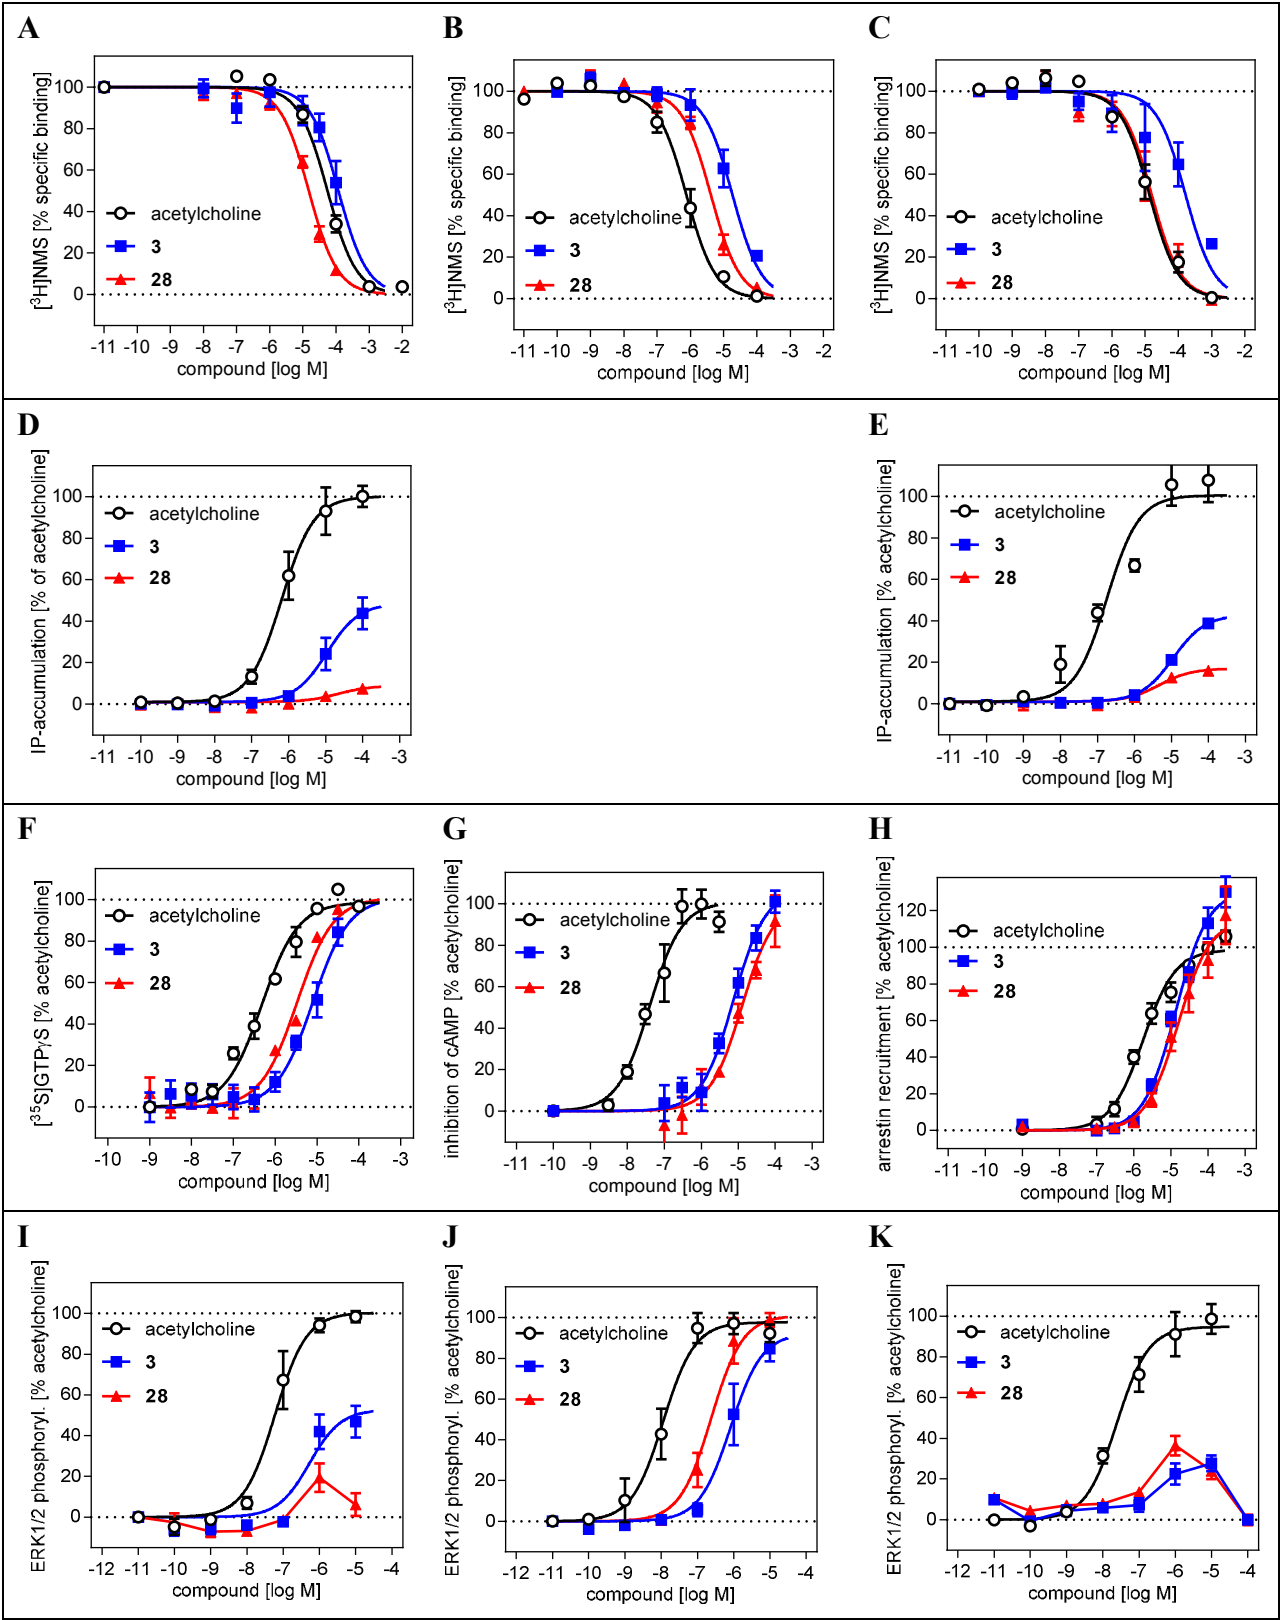 A
[³H]NMS [% specific binding]
100
80
60
40
20
0
acetylcholine
3
28
-11 -10 -9 -8 -7 -6 -5 -4 -3 -2
compound [log M]
B
[³H]NMS [% specific binding]
100
80
60
40
20
0
acetylcholine
3
28
-11 -10 -9 -8 -7 -6 -5 -4 -3 -2
compound [log M]
C
[³H]NMS [% specific binding]
100
80
60
40
20
0
acetylcholine
3
28
-11 -10 -9 -8 -7 -6 -5 -4 -3 -2
compound [log M]
D
IP-accumulation [% of acetylcholine]
100
80
60
40
20
0
acetylcholine
3
28
-11 -10 -9 -8 -7 -6 -5 -4 -3
compound [log M]
E
IP-accumulation [% acetylcholine]
100
80
60
40
20
0
acetylcholine
3
28
-11 -10 -9 -8 -7 -6 -5 -4 -3
compound [log M]
F
[³⁵S]GTPγS [% acetylcholine]
100
80
60
40
20
0
acetylcholine
3
28
-10 -9 -8 -7 -6 -5 -4 -3
compound [log M]
G
inhibition of cAMP [% acetylcholine]
100
80
60
40
20
0
acetylcholine
3
28
-11 -10 -9 -8 -7 -6 -5 -4 -3
compound [log M]
H
arrestin recruitment [% acetylcholine]
120
100
80
60
40
20
0
acetylcholine
3
28
-11 -10 -9 -8 -7 -6 -5 -4 -3
compound [log M]
I
ERK1/2 phosphoryl. [% acetylcholine]
100
80
60
40
20
0
acetylcholine
3
28
-12 -11 -10 -9 -8 -7 -6 -5 -4
compound [log M]
J
ERK1/2 phosphoryl. [% acetylcholine]
100
80
60
40
20
0
acetylcholine
3
28
-12 -11 -10 -9 -8 -7 -6 -5 -4
compound [log M]
K
ERK1/2 phosphoryl. [% acetylcholine]
100
80
60
40
20
0
acetylcholine
3
28
-12 -11 -10 -9 -8 -7 -6 -5 -4
compound [log M]